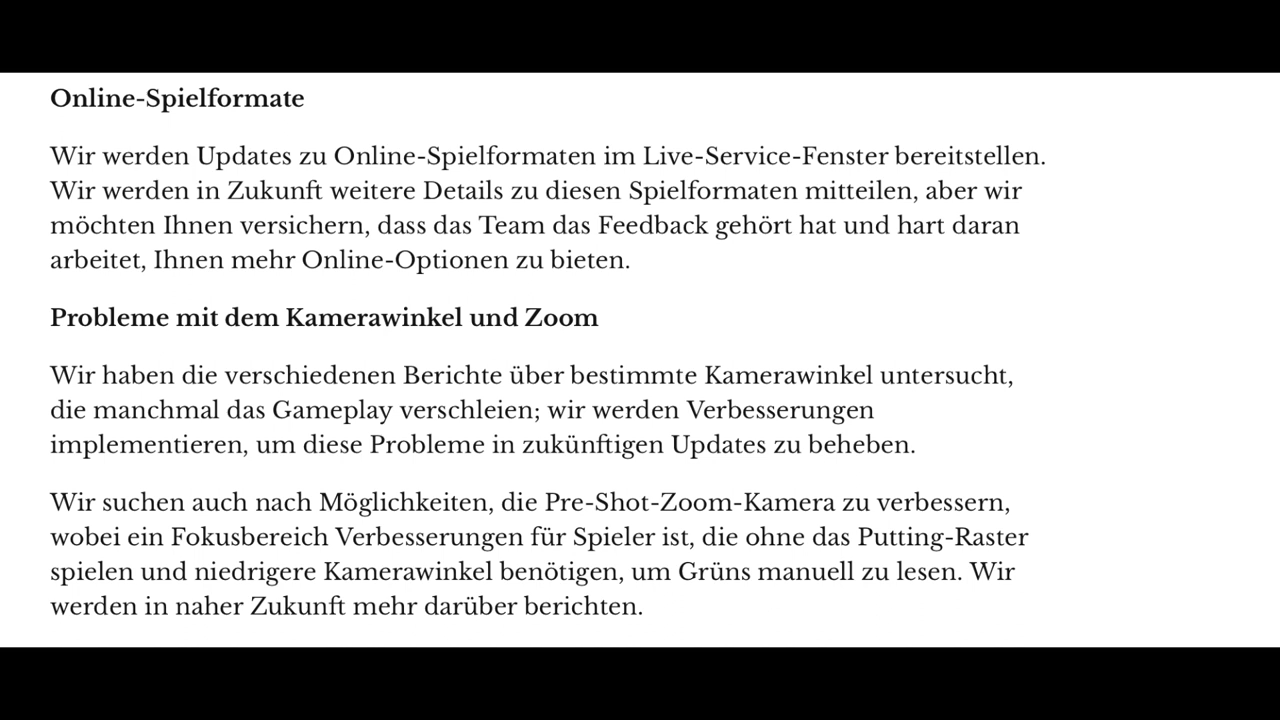 Online-Spielformate
Wir werden Updates zu Online-Spielformaten im Live-Service-Fenster bereitstellen.
Wir werden in Zukunft weitere Details zu diesen Spielformaten mitteilen, aber wir
möchten Ihnen versichern, dass das Team das Feedback gehört hat und hart daran
arbeitet, Ihnen mehr Online-Optionen zu bieten.
Probleme mit dem Kamerawinkel und Zoom
Wir haben die verschiedenen Berichte über bestimmte Kamerawinkel untersucht,
die manchmal das Gameplay verschleien; wir werden Verbesserungen
implementieren, um diese Probleme in zukünftigen Updates zu beheben.
Wir suchen auch nach Möglichkeiten, die Pre-Shot-Zoom-Kamera zu verbessern,
wobei ein Fokusbereich Verbesserungen für Spieler ist, die ohne das Putting-Raster
spielen und niedrigere Kamerawinkel benötigen, um Grüns manuell zu lesen. Wir
werden in naher Zukunft mehr darüber berichten.